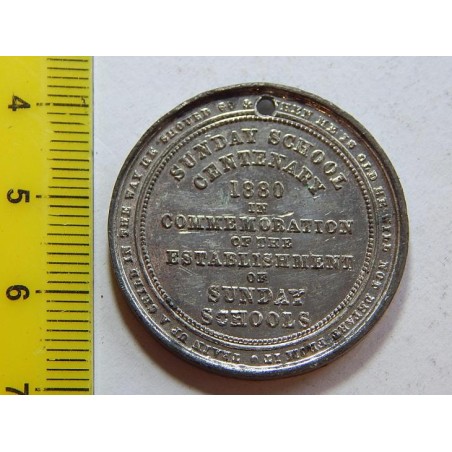 TRAIN UP A CHILD IN THE WAY HE SHOULD GO & WHEN HE IS OLD HE WILL NOT DEPART FROM IT
SUNDAY SCHOOL
CENTENARY
1880
IN
COMMEMORATION
OF THE
ESTABLISHMENT
OF
SUNDAY
SCHOOLS
4
5
6
7